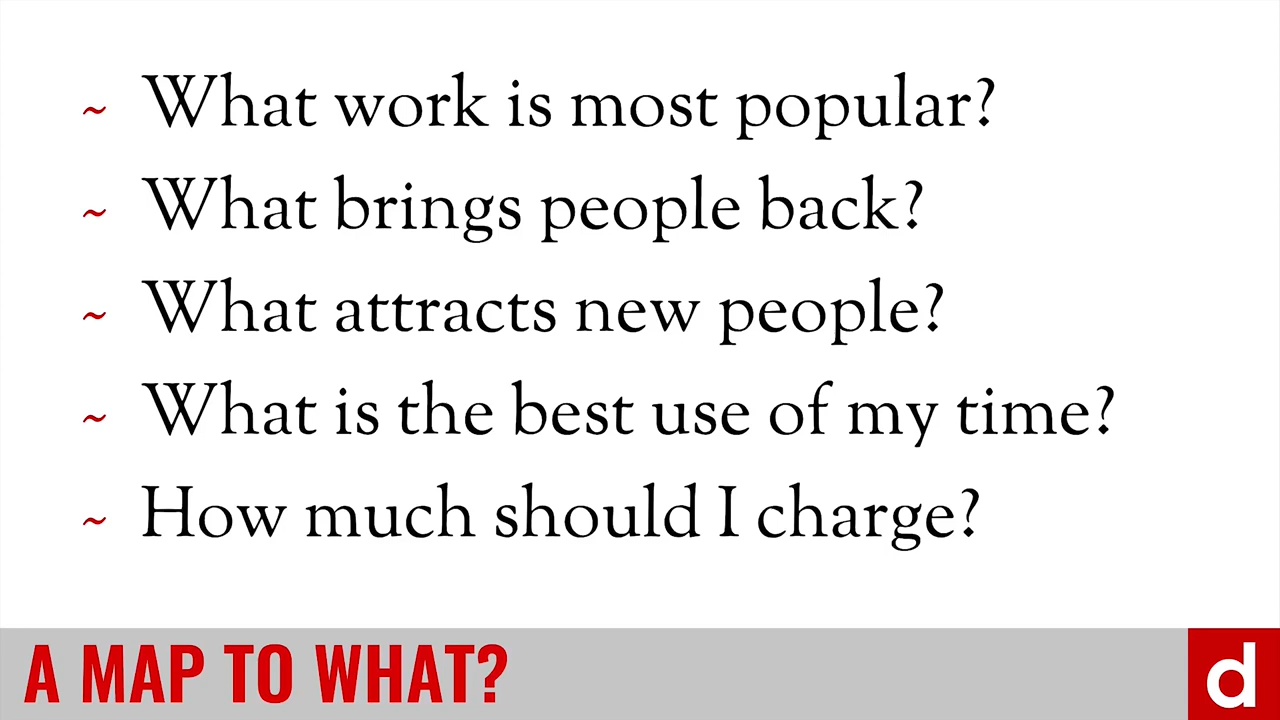 ~ What work is most popular?
~ What brings people back?
~ What attracts new people?
~ What is the best use of my time?
~ How much should I charge?
A MAP TO WHAT?
d